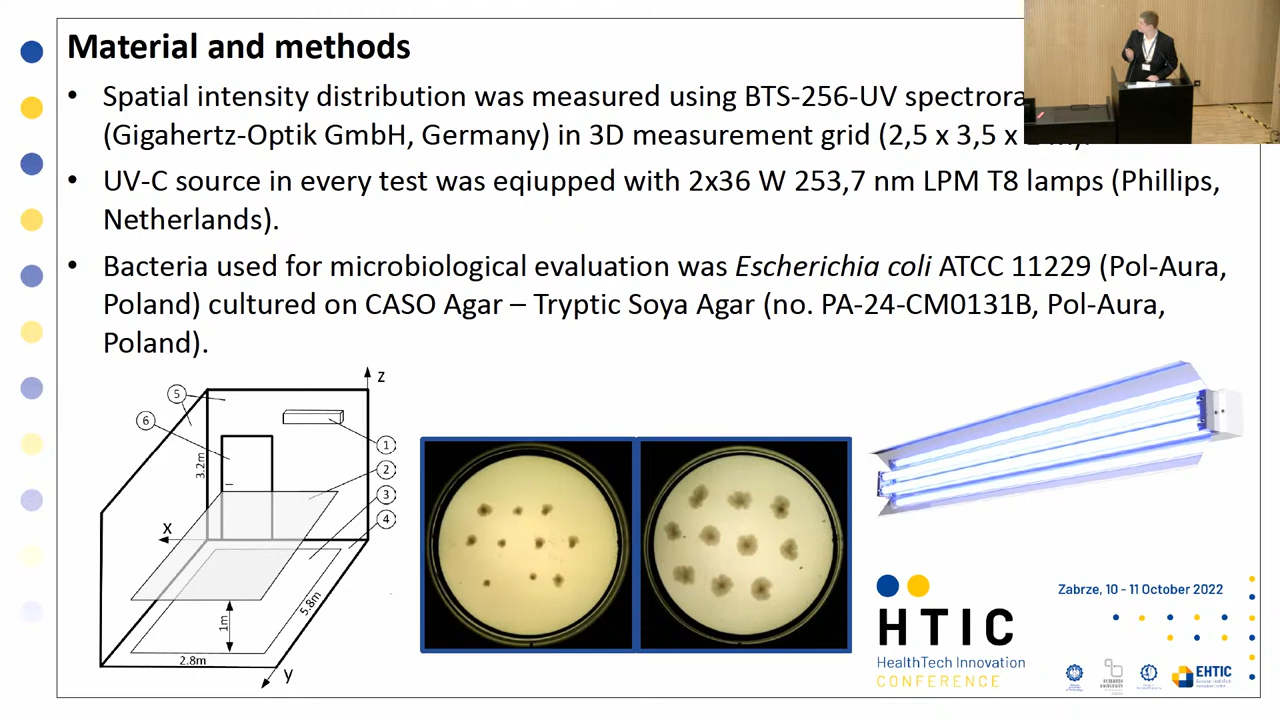 Material and methods
• Spatial intensity distribution was measured using BTS-256-UV
(Gigahertz-Optik GmbH, Germany) in 3D measurement grid (2,5 x 3,5 x
• UV-C source in every test was eqiupped with 2x36 W 253,7 nm LPM T8 lamps (Phillips,
Netherlands).
• Bacteria used for microbiological evaluation was Escherichia coli ATCC 11229 (Pol-Aura,
Poland) cultured on CASO Agar – Tryptic Soya Agar (no. PA-24-CM0131B, Pol-Aura,
Poland).
z
5
6
1
3.2m
2
3
4
x
1m
5.8m
2.8m
y
Zabrze, 10 - 11 October 2022
HTIC
HealthTech Innovation
CONFERENCE
EHTIC